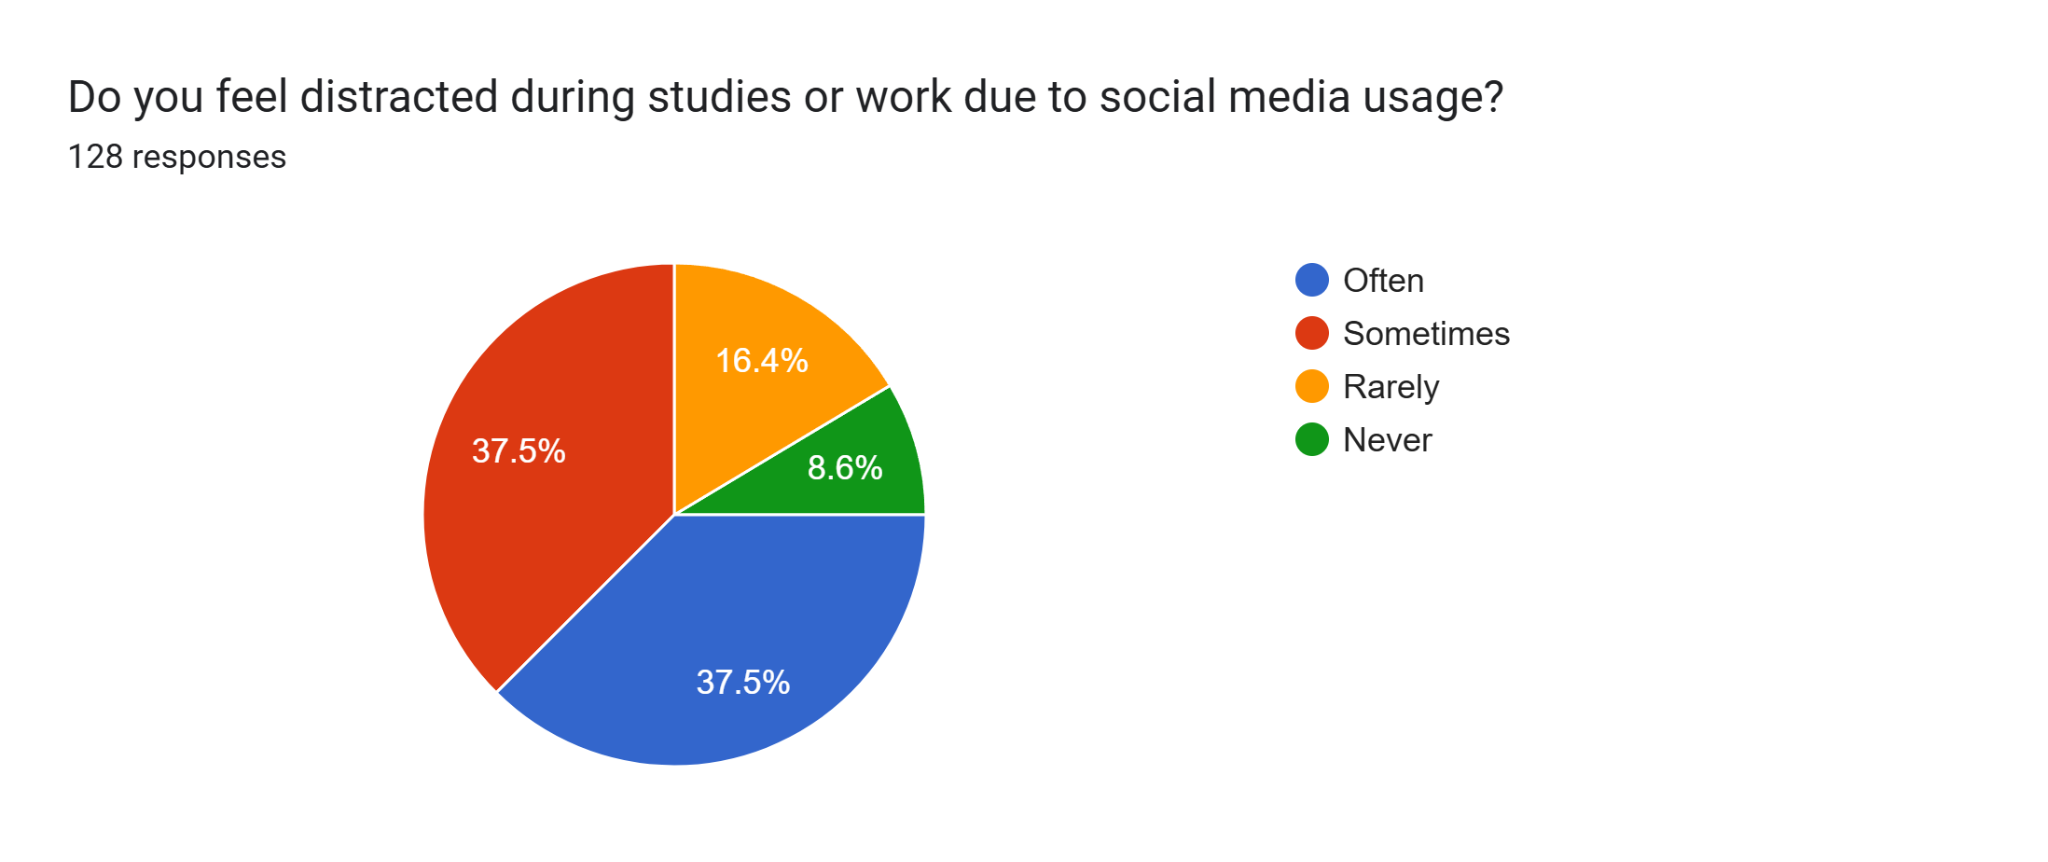 Do you feel distracted during studies or work due to social media usage?
128 responses
Often
Sometimes
Rarely
Never
16.4%
37.5%
8.6%
37.5%